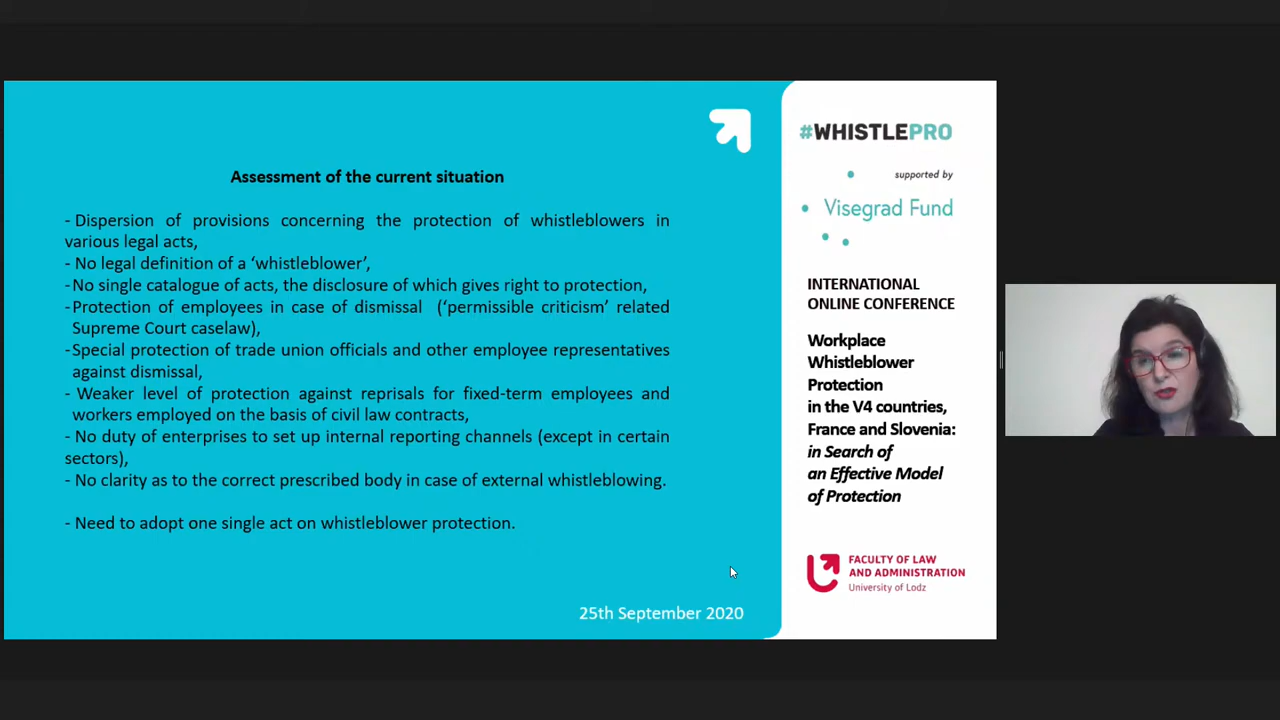 Assessment of the current situation
- Dispersion of provisions concerning the protection of whistleblowers in
various legal acts,
- No legal definition of a ‘whistleblower’,
-No single catalogue of acts, the disclosure of which gives right to protection,
-Protection of employees in case of dismissal (‘permissible criticism’ related
Supreme Court caselaw),
-Special protection of trade union officials and other employee representatives
against dismissal,
- Weaker level of protection against reprisals for fixed-term employees and
workers employed on the basis of civil law contracts,
- No duty of enterprises to set up internal reporting channels (except in certain
sectors),
- No clarity as to the correct prescribed body in case of external whistleblowing.
- Need to adopt one single act on whistleblower protection.
25th September 2020
#WHISTLEPRO
supported by
Visegrad Fund
INTERNATIONAL
ONLINE CONFERENCE
Workplace
Whistleblower
Protection
in the V4 countries,
France and Slovenia:
in Search of
an Effective Model
of Protection
FACULTY OF LAW
AND ADMINISTRATION
University of Lodz